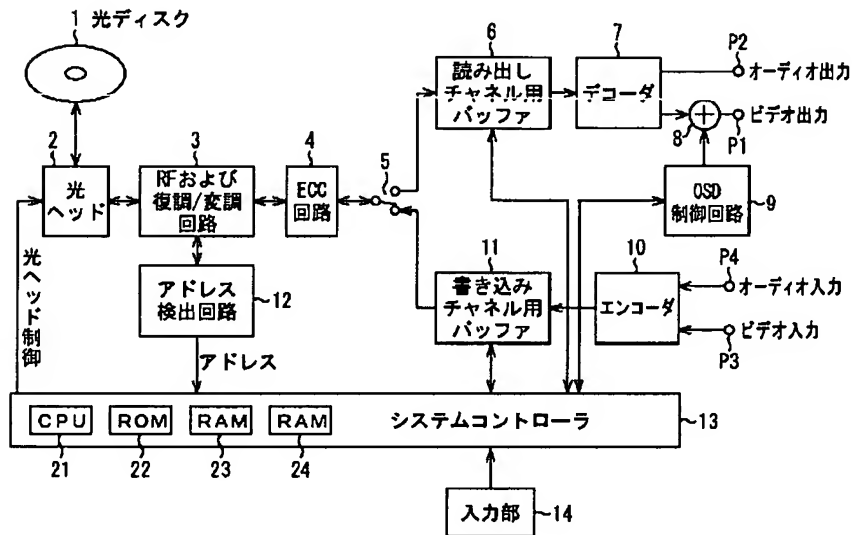 1 光ディスク
2
光
ヘッド
3
RFおよび
復調/変調
回路
4
ECC
回路
5
6
読み出し
チャネル用
バッファ
7
デコーダ
P2
オーディオ出力
8
P1
ビデオ出力
OSD
制御回路
9
10
エンコーダ
P4
オーディオ入力
P3
ビデオ入力
11
書き込み
チャネル用
バッファ
アドレス
検出回路
12
光ヘッド制御
アドレス
CPU
21
ROM
22
RAM
23
RAM
24
システムコントローラ
13
入力部
14